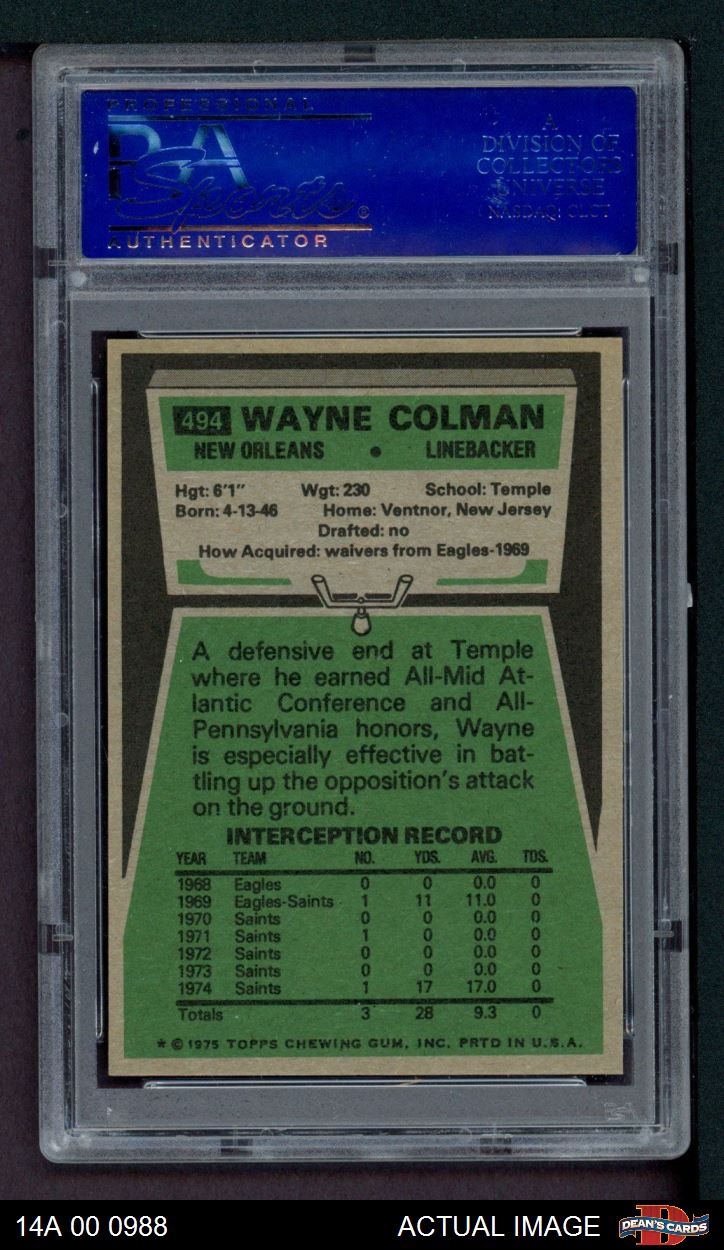 PROFESSIONAL
PSA
Sports®
AUTHENTICATOR
A
DIVISION OF
COLLECTORS
UNIVERSE
NASDAQ: CLCT
494 WAYNE COLMAN
NEW ORLEANS • LINEBACKER
Hgt: 6'1" Wgt: 230 School: Temple
Born: 4-13-46 Home: Ventnor, New Jersey
Drafted: no
How Acquired: waivers from Eagles-1969
A defensive end at Temple
where he earned All-Mid At-
lantic Conference and All-
Pennsylvania honors, Wayne
is especially effective in bat-
tling up the opposition's attack
on the ground.
INTERCEPTION RECORD
YEAR TEAM NO. YDS. AVG. TDS.
1968 Eagles 0 0 0.0 0
1969 Eagles-Saints 1 11 11.0 0
1970 Saints 0 0 0.0 0
1971 Saints 1 0 0.0 0
1972 Saints 0 0 0.0 0
1973 Saints 0 0 0.0 0
1974 Saints 1 17 17.0 0
Totals 3 28 9.3 0
* © 1975 TOPPS CHEWING GUM, INC. PRTD IN U.S.A.
14A 00 0988 ACTUAL IMAGE DEAN'S CARDS